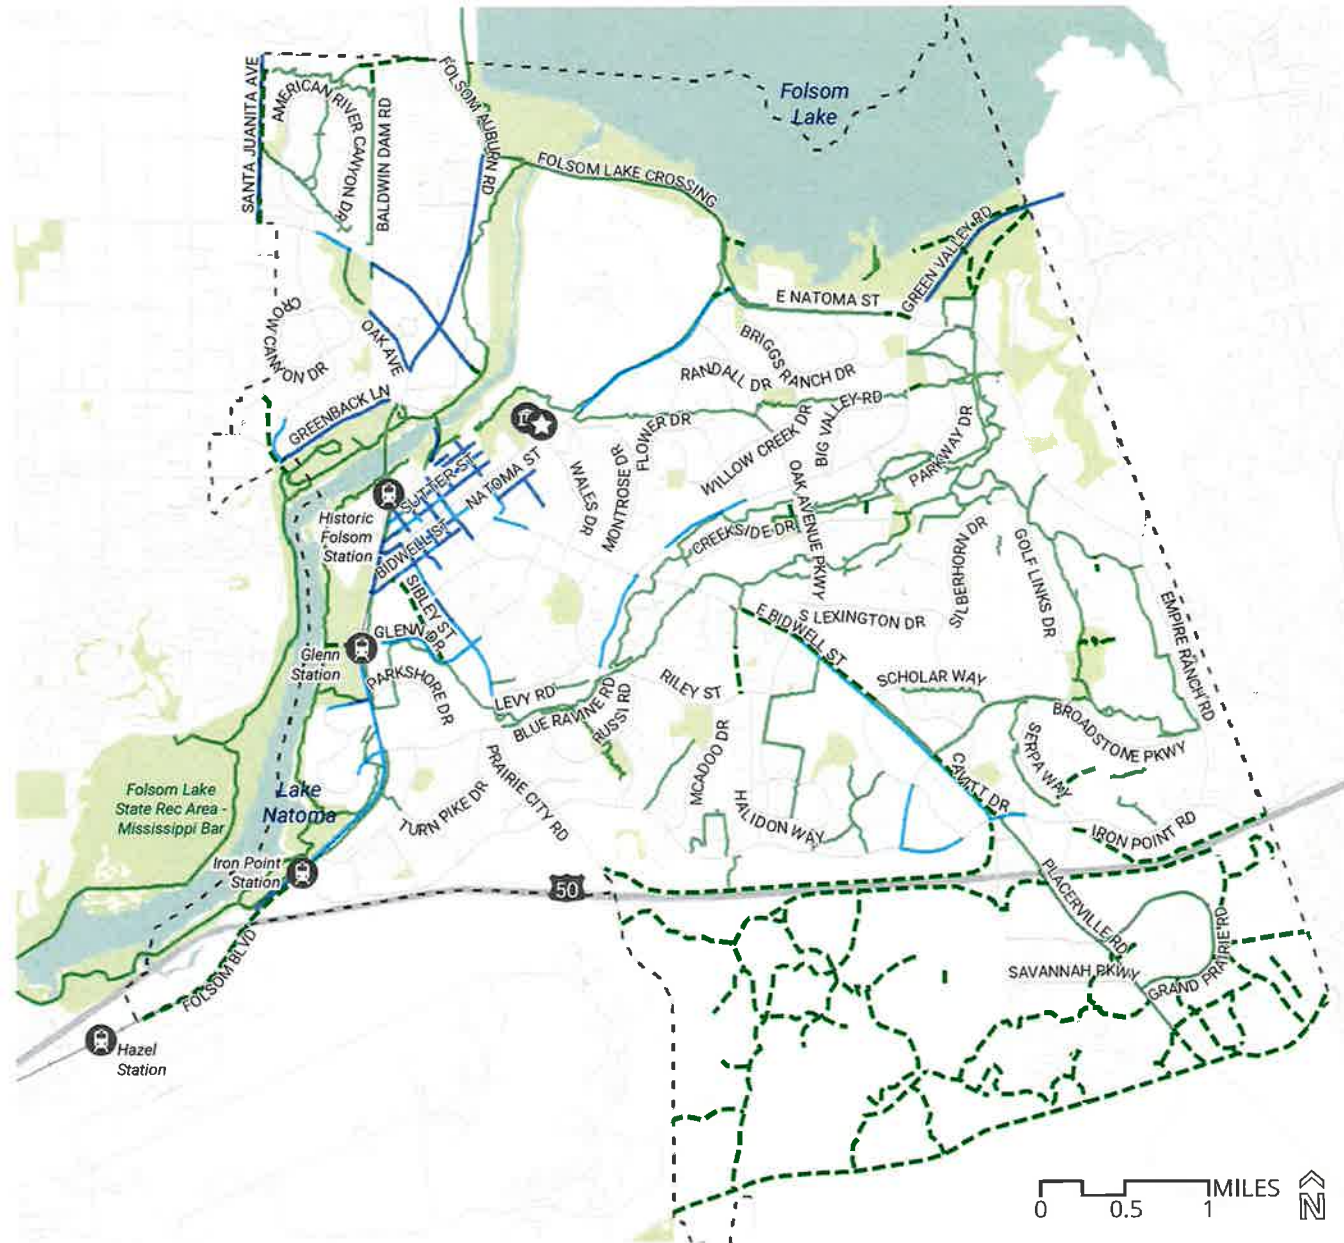 SANTA JUANITA AVE
AMERICAN RIVER CANYON DR
BALDWIN DAM RD
FOLSOM AUBURN RD
Folsom
Lake
FOLSOM LAKE CROSSING
GREEN VALLEY RD
E NATOMA ST
CROW CANYON DR
OAK AVE
BRIGGS RANCH DR
RANDALL DR
GREENBACK LN
FLOWER DR
BIG VALLEY RD
WILLOW CREEK DR
PARKWAY DR
SUTTER ST
NATOMA ST
WALES DR
MONTROSE DR
OAK AVENUE PKWY
Historic
Folsom
Station
BIDWELL ST
CREEKSIDE DR
SILBERHORN DR
GOLF LINKS DR
SIBLEY ST
GLENN DR
Glenn
Station
S LEXINGTON DR
E BIDWELL ST
EMPIRE RANCH RD
PARKSHORE DR
LEVY RD
RILEY ST
SCHOLAR WAY
BLUE RAVINE RD
RUSSI RD
BROADSTONE PKWY
SERPA WAY
PRAIRIE CITY RD
MCADOO DR
CAVITT DR
Folsom Lake
State Rec Area -
Mississippi Bar
Lake
Natoma
TURN PIKE DR
HALIDON WAY
IRON POINT RD
Iron Point
Station
50
PLACERVILLE RD
GRAND PRAIRIE RD
SAVANNAH PKWY
FOLSOM BLVD
Hazel
Station
MILES
0 0.5 1
N